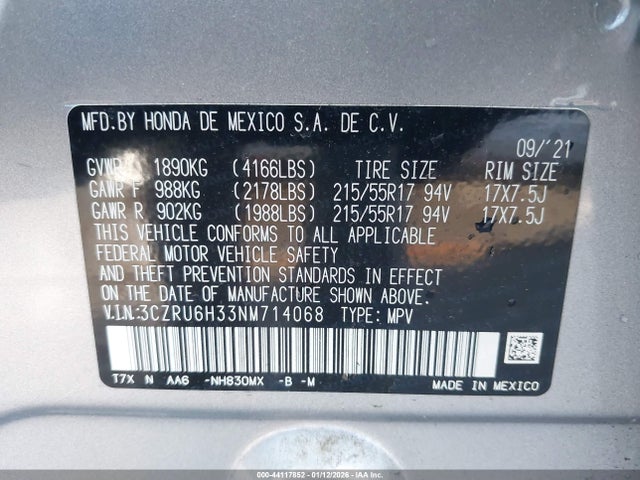 MFD.BY HONDA DE MEXICO S.A. DE C.V.
09/'21
GVWR 1890KG (4166LBS) TIRE SIZE RIM SIZE
GAWR F 988KG (2178LBS) 215/55R17 94V 17X7.5J
GAWR R 902KG (1988LBS) 215/55R17 94V 17X7.5J
THIS VEHICLE CONFORMS TO ALL APPLICABLE
FEDERAL MOTOR VEHICLE SAFETY
AND THEFT PREVENTION STANDARDS IN EFFECT
ON THE DATE OF MANUFACTURE SHOWN ABOVE.
V.I.N:3CZRU6H33NM714068 TYPE: MPV
T7X N AA6 -NH830MX -B -M
MADE IN MEXICO
000-44117852 - 01/12/2026 - IAA Corp.